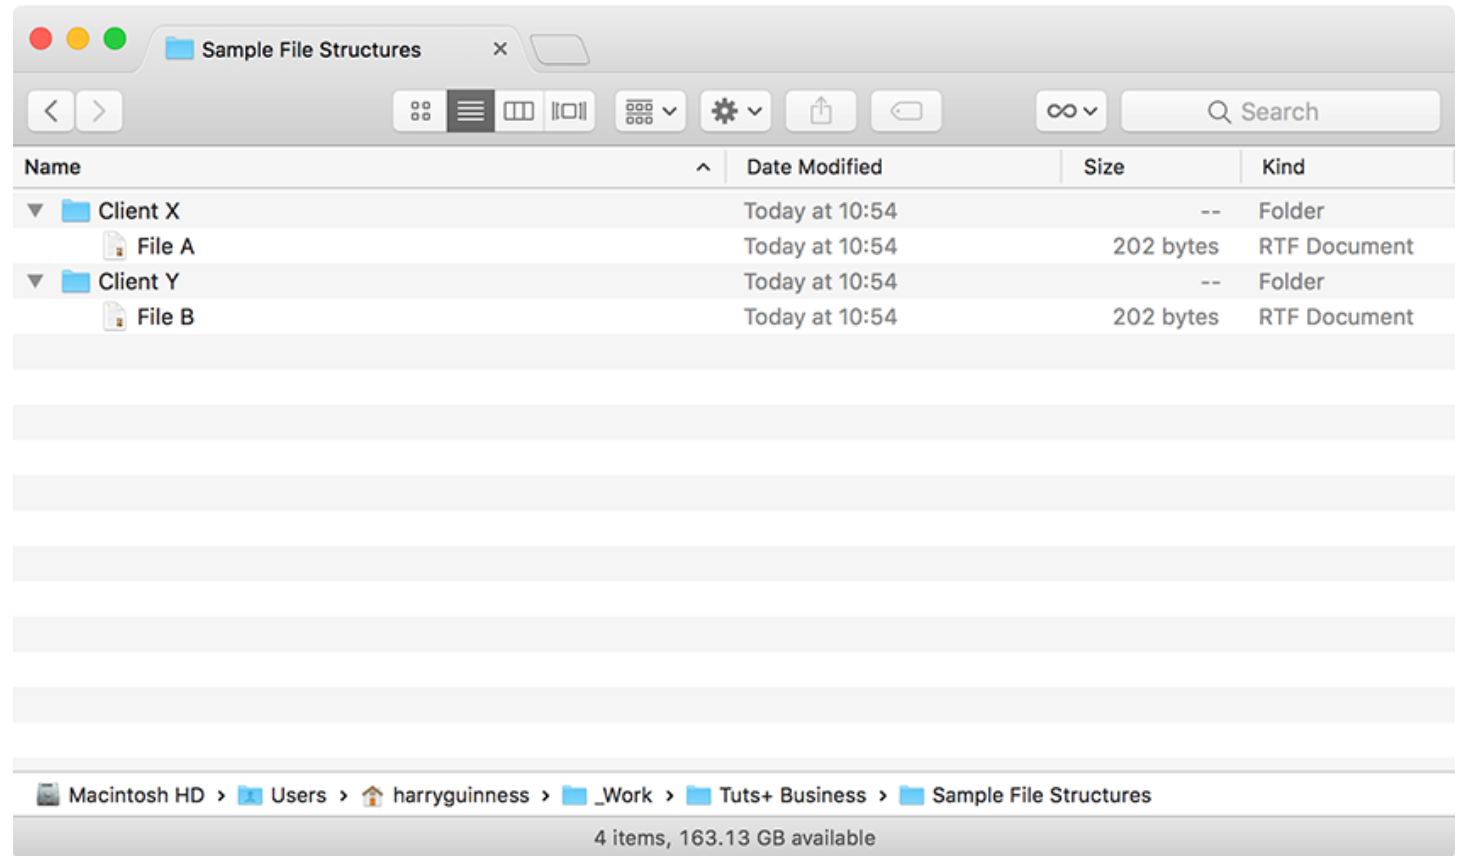 Sample File Structures
Search
Name Date Modified Size Kind
Client X Today at 10:54 -- Folder
File A Today at 10:54 202 bytes RTF Document
Client Y Today at 10:54 -- Folder
File B Today at 10:54 202 bytes RTF Document
Macintosh HD › Users › harryguinness › _Work › Tuts+ Business › Sample File Structures
4 items, 163.13 GB available